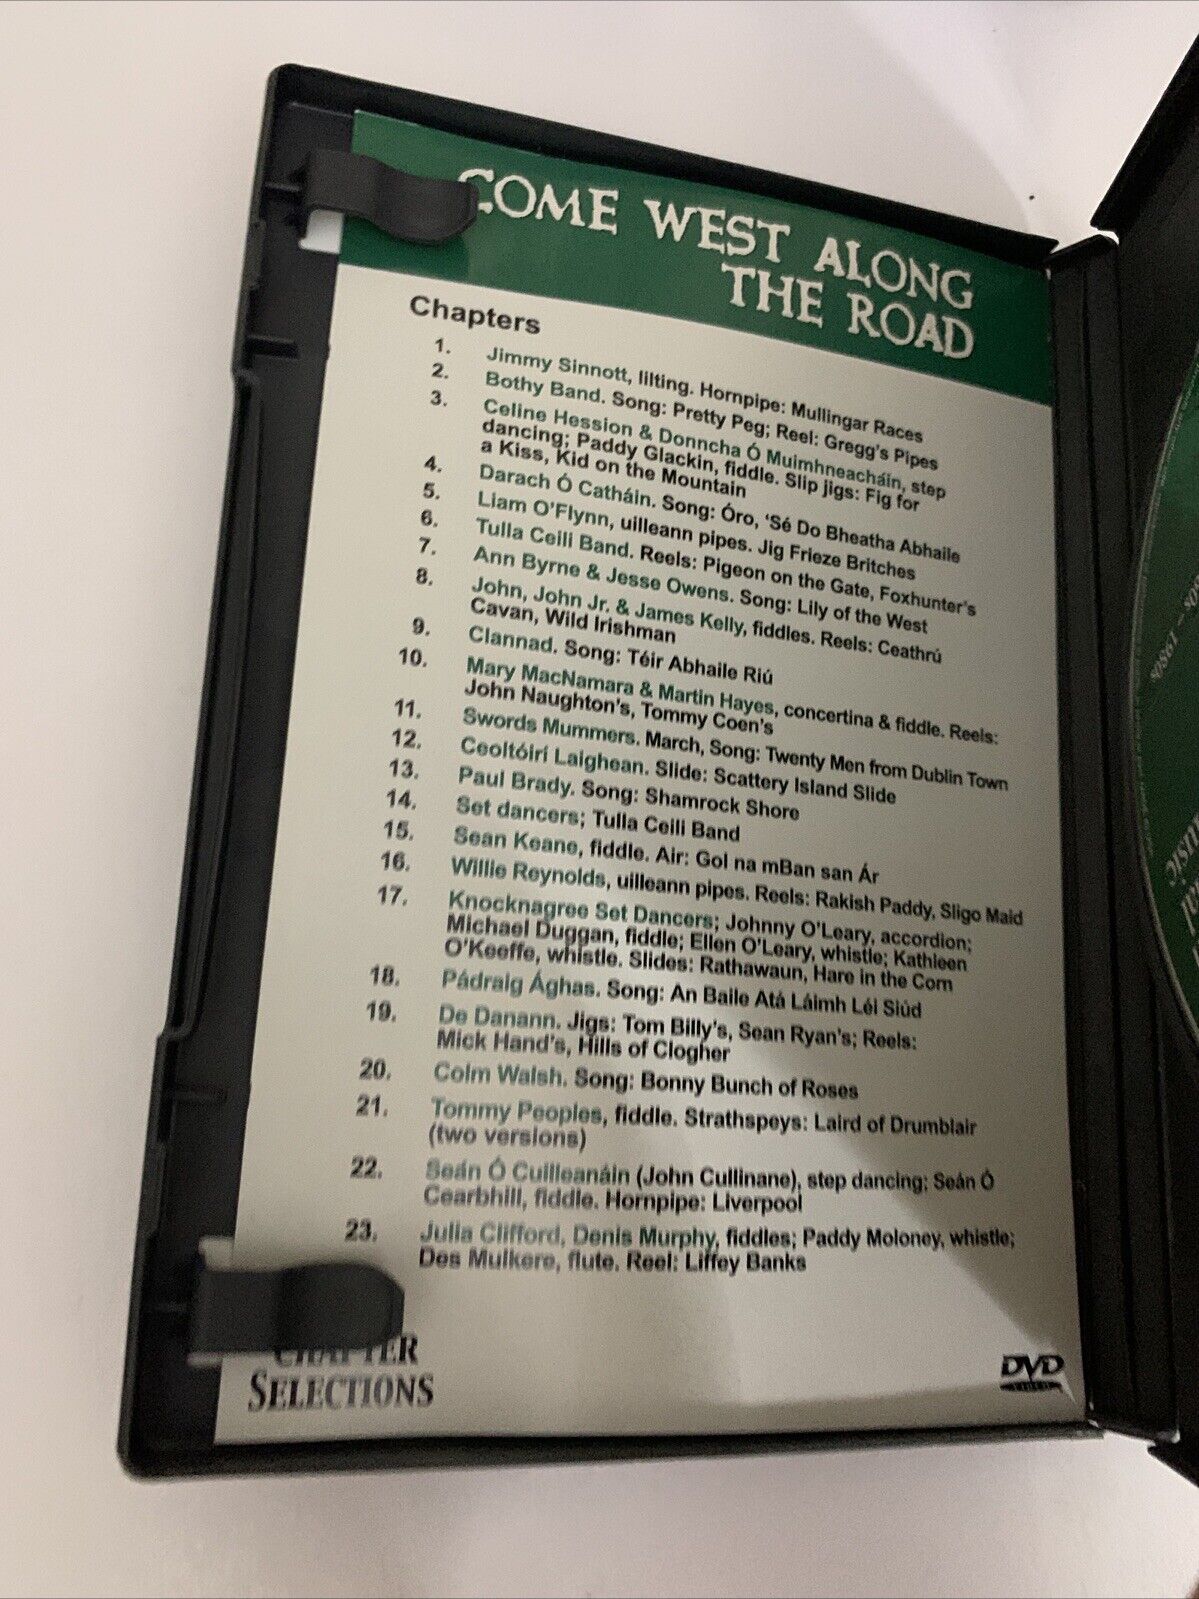 COME WEST ALONG
THE ROAD
Chapters
1. Jimmy Sinnott, lilting. Hornpipe: Mullingar Races
2. Bothy Band. Song: Pretty Peg; Reel: Gregg's Pipes
3. Celine Hession & Donncha Ó Muimhneacháin, step
dancing; Paddy Glackin, fiddle. Slip jigs: Fig for
a Kiss, Kid on the Mountain
4. Darach Ó Catháin. Song: Óro, 'Sé Do Bheatha Abhaile
5. Liam O'Flynn, uilleann pipes. Jig Frieze Britches
6. Tulla Ceili Band. Reels: Pigeon on the Gate, Foxhunter's
7. Ann Byrne & Jesse Owens. Song: Lily of the West
8. John, John Jr. & James Kelly, fiddles. Reels: Ceathrú
Cavan, Wild Irishman
9. Clannad. Song: Téir Abhaile Riú
10. Mary MacNamara & Martin Hayes, concertina & fiddle. Reels:
John Naughton's, Tommy Coen's
11. Swords Mummers. March, Song: Twenty Men from Dublin Town
12. Ceoltóirí Laighean. Slide: Scattery Island Slide
13. Paul Brady. Song: Shamrock Shore
14. Set dancers; Tulla Ceili Band
15. Sean Keane, fiddle. Air: Gol na mBan san Ár
16. Willie Reynolds, uilleann pipes. Reels: Rakish Paddy, Sligo Maid
17. Knocknagree Set Dancers; Johnny O'Leary, accordion;
Michael Duggan, fiddle; Ellen O'Leary, whistle; Kathleen
O'Keeffe, whistle. Slides: Rathawaun, Hare in the Corn
18. Pádraig Ághas. Song: An Baile Atá Láimh Léi Siúd
19. De Danann. Jigs: Tom Billy's, Sean Ryan's; Reels:
Mick Hand's, Hills of Clogher
20. Colm Walsh. Song: Bonny Bunch of Roses
21. Tommy Peoples, fiddle. Strathspeys: Laird of Drumblair
(two versions)
22. Seán Ó Cuilleanáin (John Cullinane), step dancing; Seán Ó
Cearbhill, fiddle. Hornpipe: Liverpool
23. Julia Clifford, Denis Murphy, fiddles; Paddy Moloney, whistle;
Des Mulkere, flute. Reel: Liffey Banks
CHAPTER
SELECTIONS
DVD
VIDEO